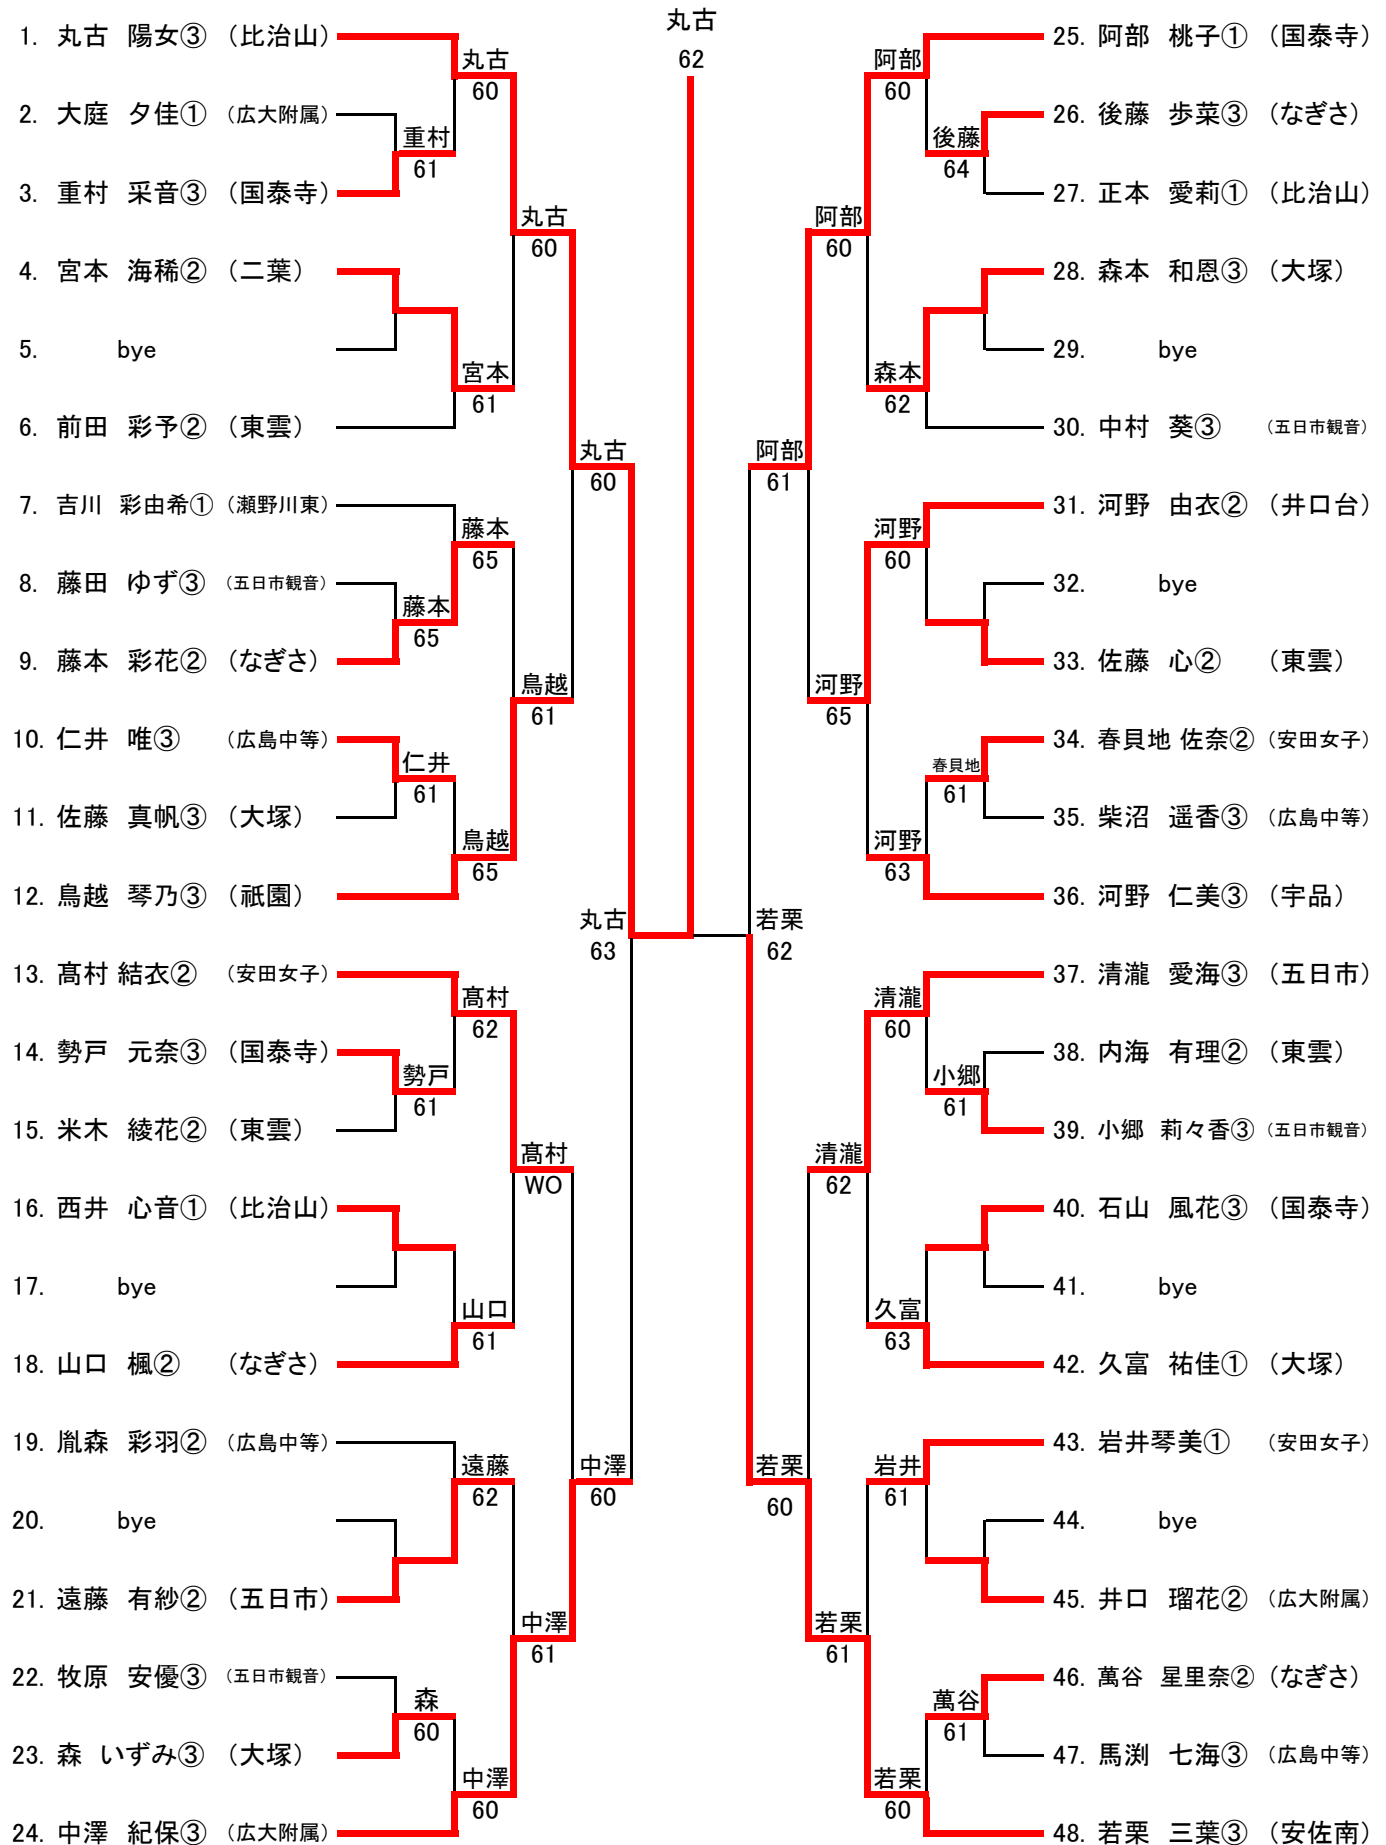 丸古
62
1. 丸古 陽女③ （比治山）
丸古
60
2. 大庭 夕佳① （広大附属）
重村
61
3. 重村 采音③ （国泰寺）
丸古
60
4. 宮本 海稀② （二葉）
5. bye
宮本
61
6. 前田 彩予② （東雲）
丸古
60
7. 吉川 彩由希① （瀬野川東）
藤本
65
8. 藤田 ゆず③ （五日市観音）
藤本
65
9. 藤本 彩花② （なぎさ）
鳥越
61
10. 仁井 唯③ （広島中等）
仁井
61
11. 佐藤 真帆③ （大塚）
鳥越
65
12. 鳥越 琴乃③ （祇園）
丸古
63
13. 髙村 結衣② （安田女子）
髙村
62
14. 勢戸 元奈③ （国泰寺）
勢戸
61
15. 米木 綾花② （東雲）
髙村
WO
16. 西井 心音① （比治山）
17. bye
山口
61
18. 山口 楓② （なぎさ）
19. 胤森 彩羽② （広島中等）
中澤
60
遠藤
62
20. bye
21. 遠藤 有紗② （五日市）
中澤
61
22. 牧原 安優③ （五日市観音）
森
60
23. 森 いずみ③ （大塚）
中澤
60
24. 中澤 紀保③ （広大附属）
25. 阿部 桃子① （国泰寺）
阿部
60
26. 後藤 歩菜③ （なぎさ）
後藤
64
27. 正本 愛莉① （比治山）
阿部
60
28. 森本 和恩③ （大塚）
29. bye
森本
62
30. 中村 葵③ （五日市観音）
阿部
61
31. 河野 由衣② （井口台）
河野
60
32. bye
33. 佐藤 心② （東雲）
河野
65
34. 春貝地 佐奈② （安田女子）
春貝地
61
35. 柴沼 遥香③ （広島中等）
河野
63
36. 河野 仁美③ （宇品）
若栗
62
37. 清瀧 愛海③ （五日市）
清瀧
60
38. 内海 有理② （東雲）
小郷
61
39. 小郷 莉々香③ （五日市観音）
清瀧
62
40. 石山 風花③ （国泰寺）
41. bye
久富
63
42. 久富 祐佳① （大塚）
43. 岩井琴美① （安田女子）
若栗
60
岩井
61
44. bye
45. 井口 瑠花② （広大附属）
若栗
61
46. 萬谷 星里奈② （なぎさ）
萬谷
61
47. 馬渕 七海③ （広島中等）
若栗
60
48. 若栗 三葉③ （安佐南）